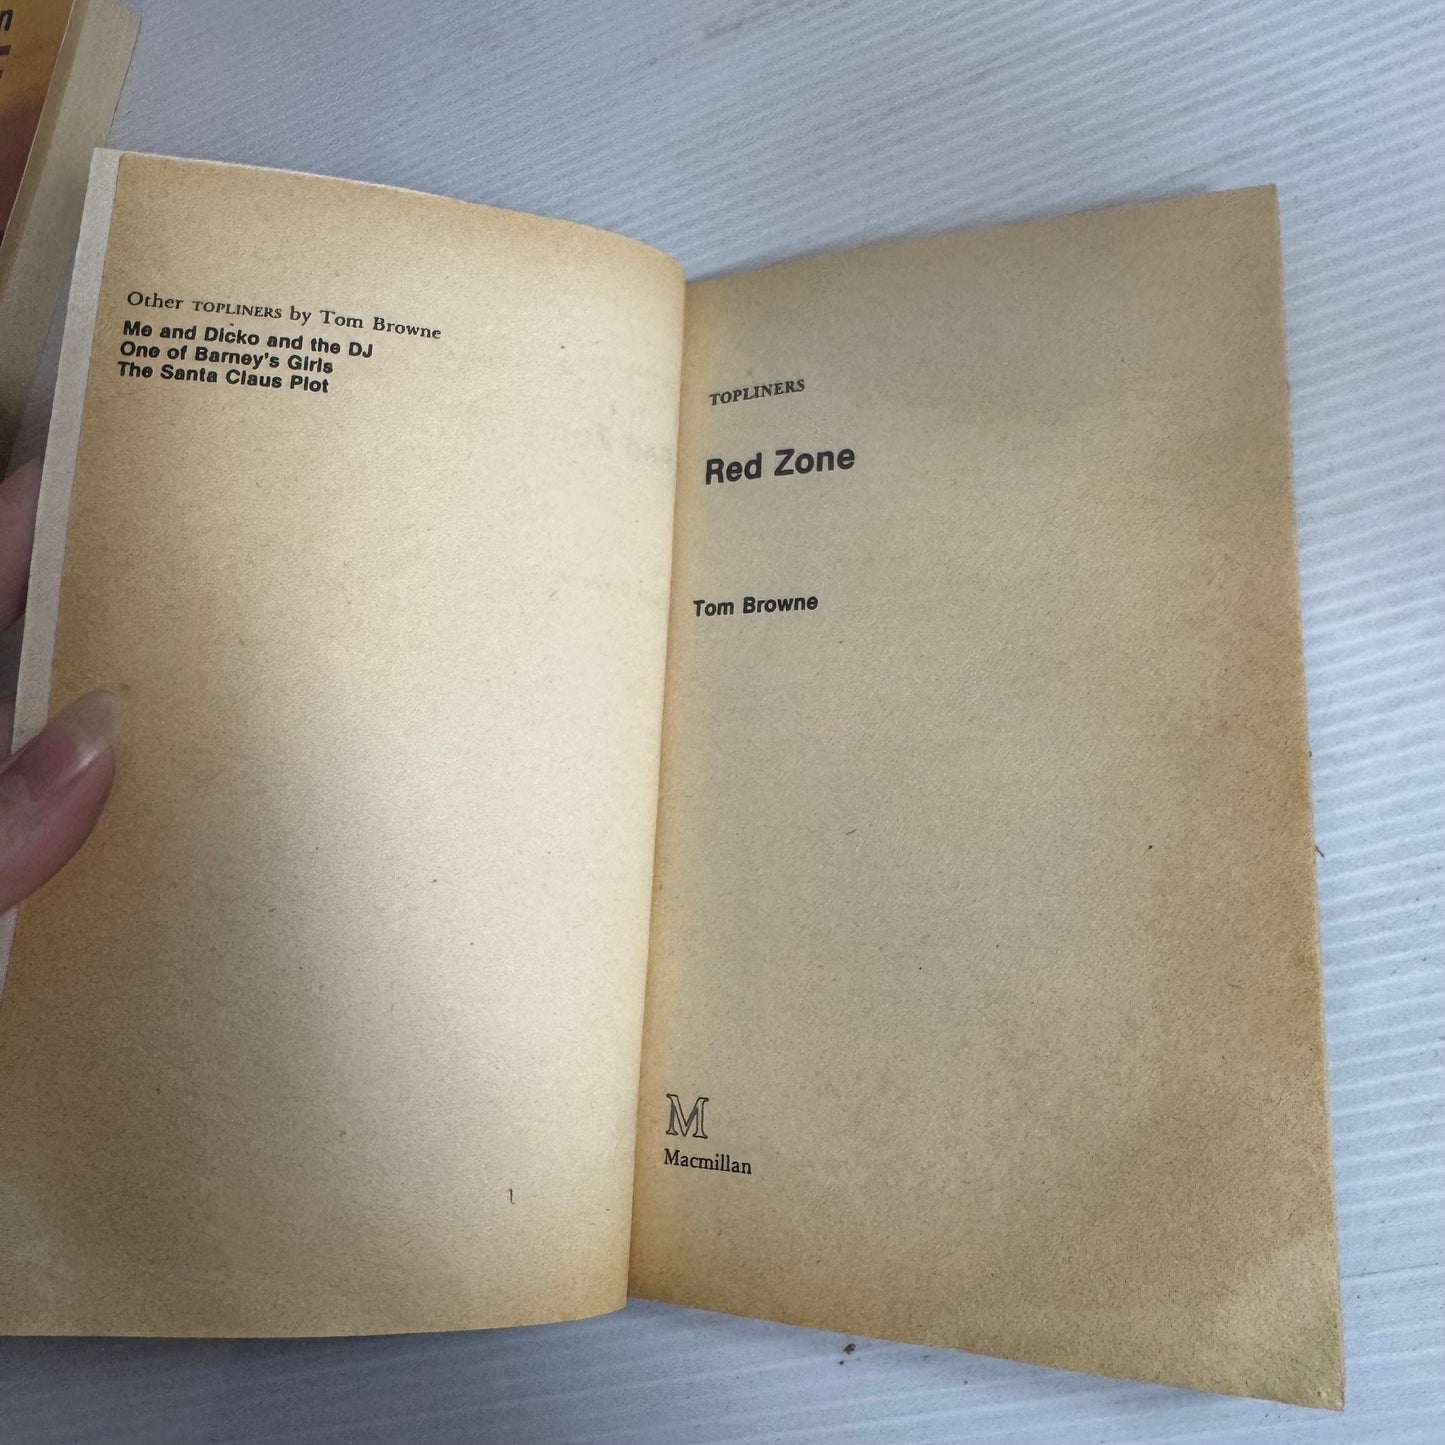 Other TOPLINERS by Tom Browne
Me and Dicko and the DJ
One of Barney's Girls
The Santa Claus Plot
TOPLINERS
Red Zone
Tom Browne
M
Macmillan